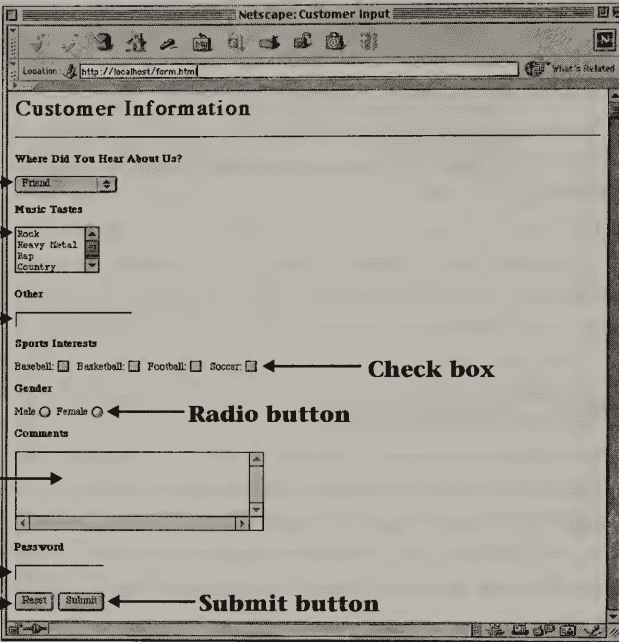 Netscape: Customer Input
Location: http://localhost/form.html What's Related
Customer Information
Where Did You Hear About Us?
Friend
Music Tastes
Rock
Heavy Metal
Rap
Country
Other
Sports Interests
Baseball: Basketball: Football: Soccer: Check box
Gender
Male Female Radio button
Comments
Password
Reset Submit Submit button